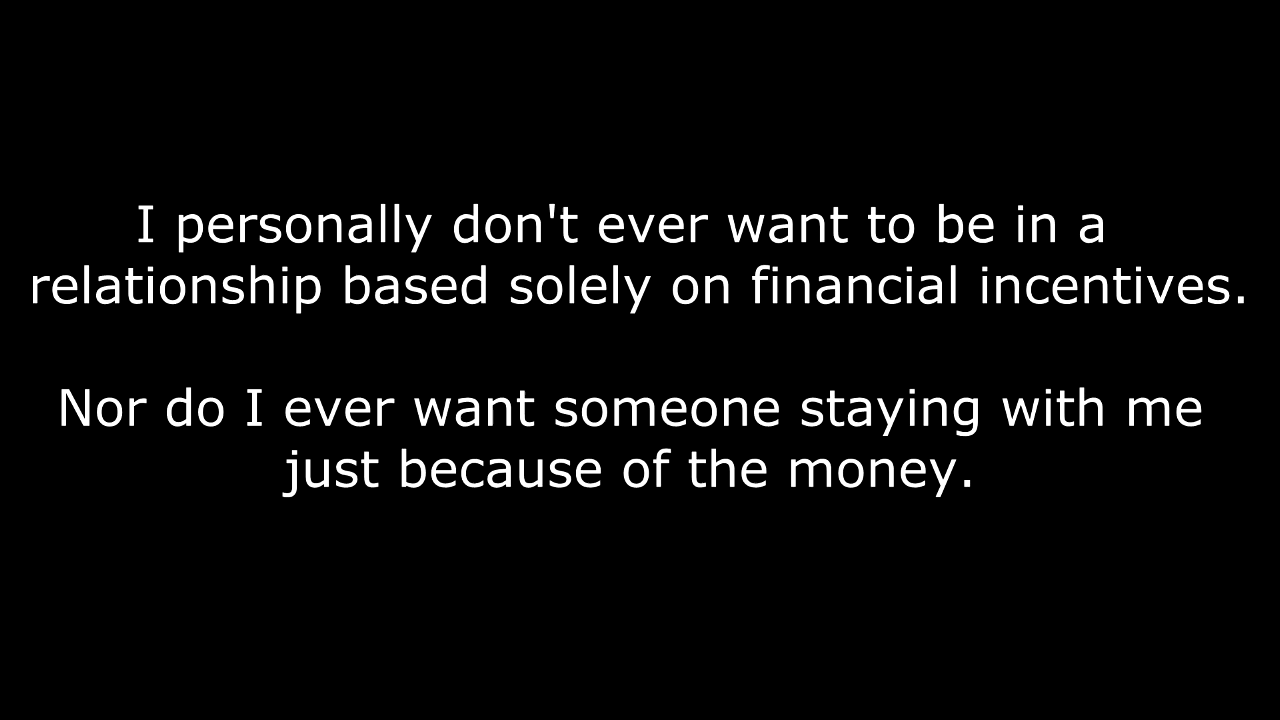 I personally don't ever want to be in a
relationship based solely on financial incentives.
Nor do I ever want someone staying with me
just because of the money.